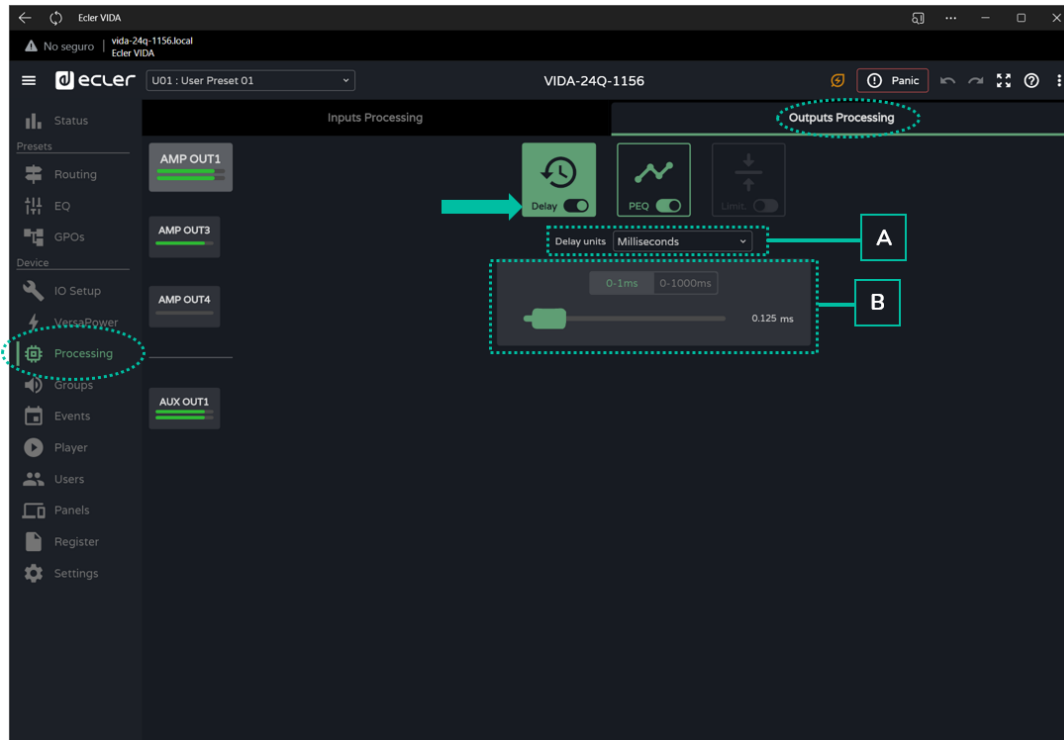 Ecler VIDA
No seguro
vida-24q-1156.local
Ecler VIDA
ecler
U01 : User Preset 01
VIDA-24Q-1156
Panic
Status
Presets
Routing
EQ
GPOs
Device
IO Setup
VersaPower
Processing
Groups
Events
Player
Users
Panels
Register
Settings
Inputs Processing
Outputs Processing
AMP OUT1
AMP OUT3
AMP OUT4
AUX OUT1
Delay
PEQ
Limit.
Delay units
Milliseconds
A
0-1ms
0-1000ms
0.125 ms
B